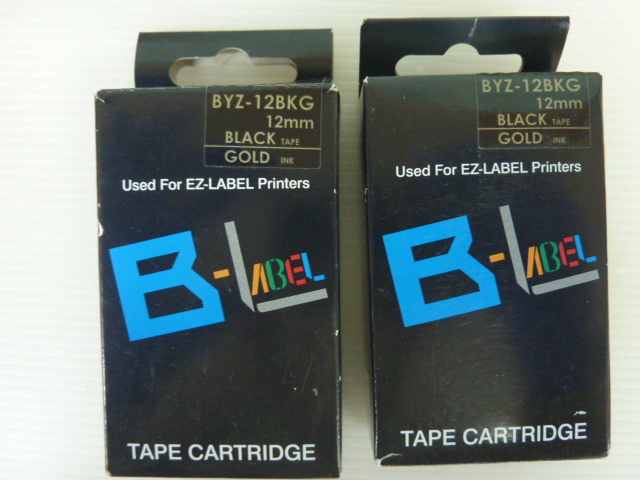 BYZ-12BKG
12mm
BLACK TAPE
GOLD INK
Used For EZ-LABEL Printers
B-LABEL
TAPE CARTRIDGE
BYZ-12BKG
12mm
BLACK TAPE
GOLD INK
Used For EZ-LABEL Printers
B-LABEL
TAPE CARTRIDGE